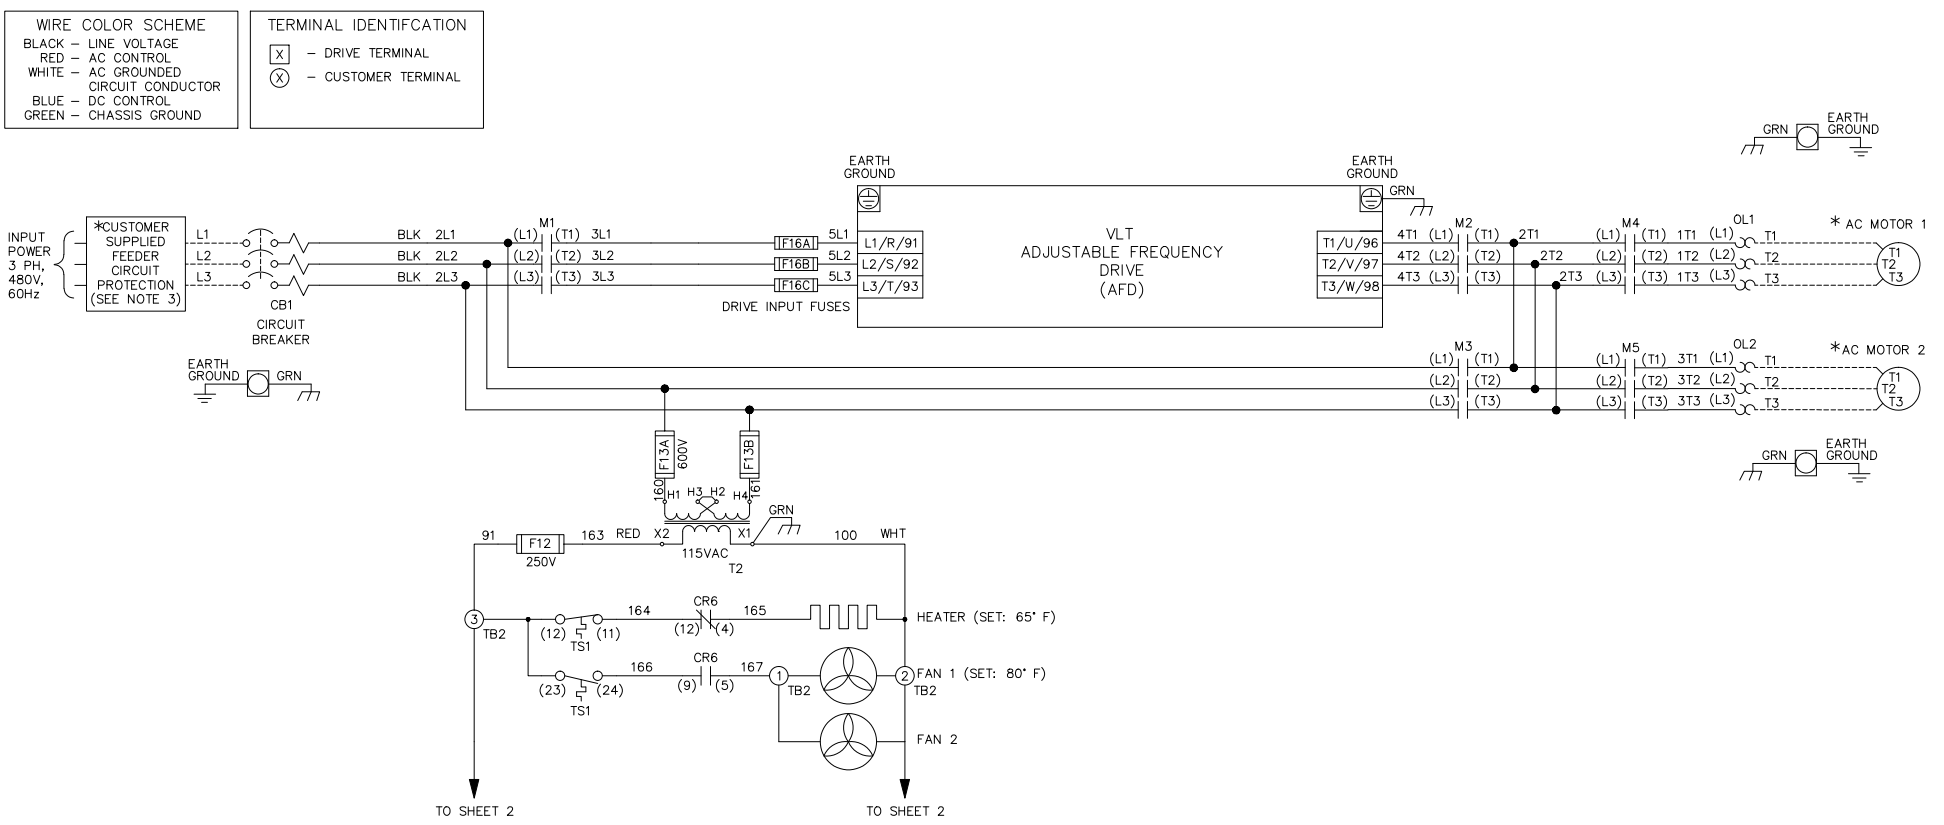 WIRE COLOR SCHEME
BLACK – LINE VOLTAGE
RED – AC CONTROL
WHITE – AC GROUNDED
CIRCUIT CONDUCTOR
BLUE – DC CONTROL
GREEN – CHASSIS GROUND
TERMINAL IDENTIFCATION
X – DRIVE TERMINAL
X – CUSTOMER TERMINAL
INPUT
POWER
3 PH,
480V,
60Hz
*CUSTOMER
SUPPLIED
FEEDER
CIRCUIT
PROTECTION
(SEE NOTE 3)
L1
L2
L3
CB1
CIRCUIT
BREAKER
EARTH
GROUND
GRN
BLK 2L1
BLK 2L2
BLK 2L3
M1
(L1) (T1) 3L1
(L2) (T2) 3L2
(L3) (T3) 3L3
F16A 5L1
F16B 5L2
F16C 5L3
DRIVE INPUT FUSES
EARTH
GROUND
L1/R/91
L2/S/92
L3/T/93
VLT
ADJUSTABLE FREQUENCY
DRIVE
(AFD)
EARTH
GROUND
GRN
T1/U/96
T2/V/97
T3/W/98
M2
4T1 (L1) (T1) 2T1
4T2 (L2) (T2) 2T2
4T3 (L3) (T3) 2T3
M4
(L1) (T1) 1T1 (L1) T1
(L2) (T2) 1T2 (L2) T2
(L3) (T3) 1T3 (L3) T3
OL1
* AC MOTOR 1
T1
T2
T3
GRN
EARTH
GROUND
M3
(L1) (T1)
(L2) (T2)
(L3) (T3)
M5
(L1) (T1) 3T1 (L1) T1
(L2) (T2) 3T2 (L2) T2
(L3) (T3) 3T3 (L3) T3
OL2
*AC MOTOR 2
T1
T2
T3
GRN
EARTH
GROUND
F13A
600V
F13B
160
161
H1 H3 H2 H4
GRN
91 F12 163 RED X2 X1 100 WHT
250V
115VAC
T2
3
TB2
164 CR6 165
(12) (11) (12) (4)
TS1
HEATER (SET: 65° F)
166 CR6 167
(23) (24) (9) (5)
TS1
1
TB2
2
TB2
FAN 1 (SET: 80° F)
FAN 2
TO SHEET 2
TO SHEET 2